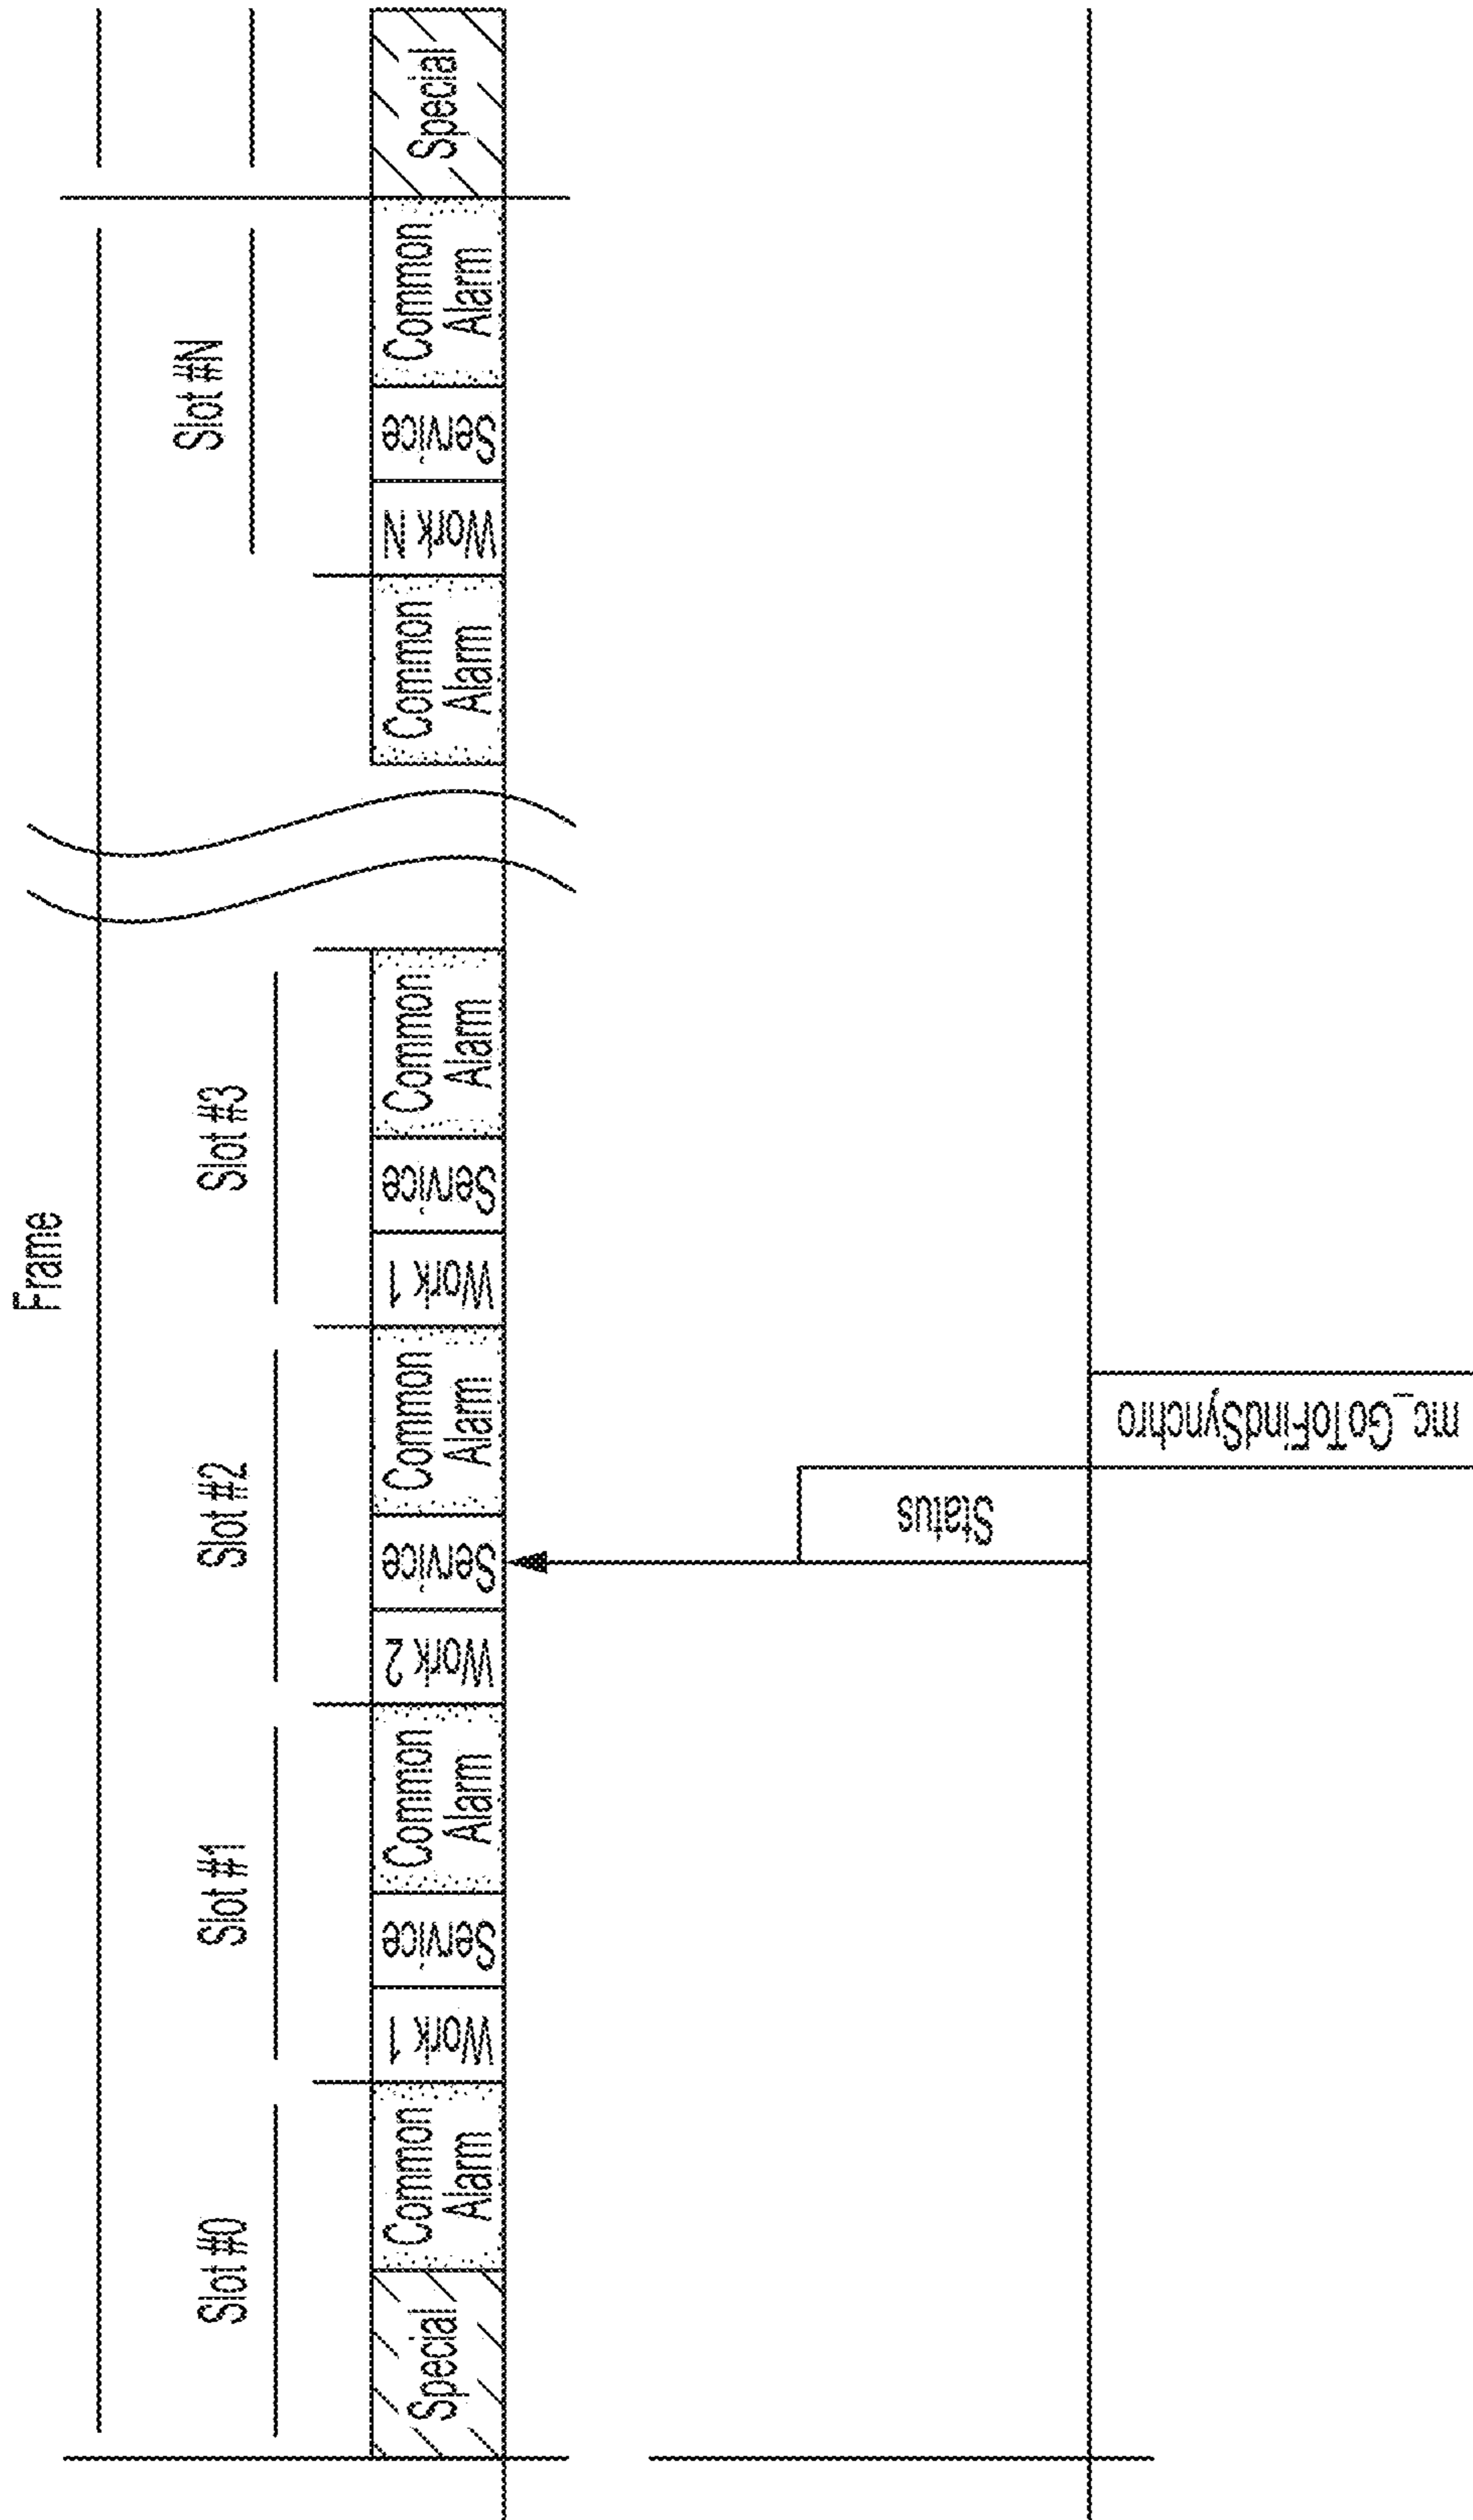 Frame
Slot #0
Slot #1
Slot #2
Slot #3
Slot #N
Special
Common
Alarm
Work 1
Service
Common
Alarm
Work 2
Service
Common
Alarm
Work 1
Service
Common
Alarm
Common
Alarm
Work N
Service
Common
Alarm
Special
Status
mc_GoToFindSynchro